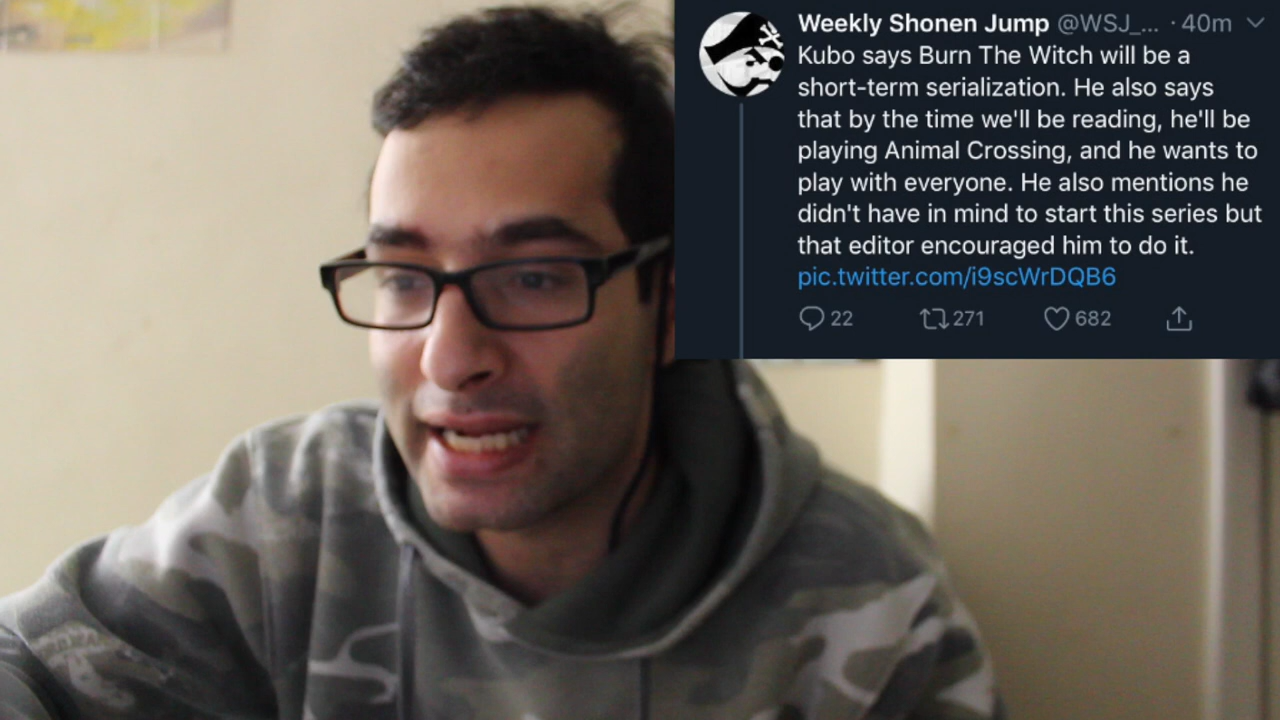 Weekly Shonen Jump @WSJ_... · 40m
Kubo says Burn The Witch will be a
short-term serialization. He also says
that by the time we'll be reading, he'll be
playing Animal Crossing, and he wants to
play with everyone. He also mentions he
didn't have in mind to start this series but
that editor encouraged him to do it.
pic.twitter.com/i9scWrDQB6
22 271 682